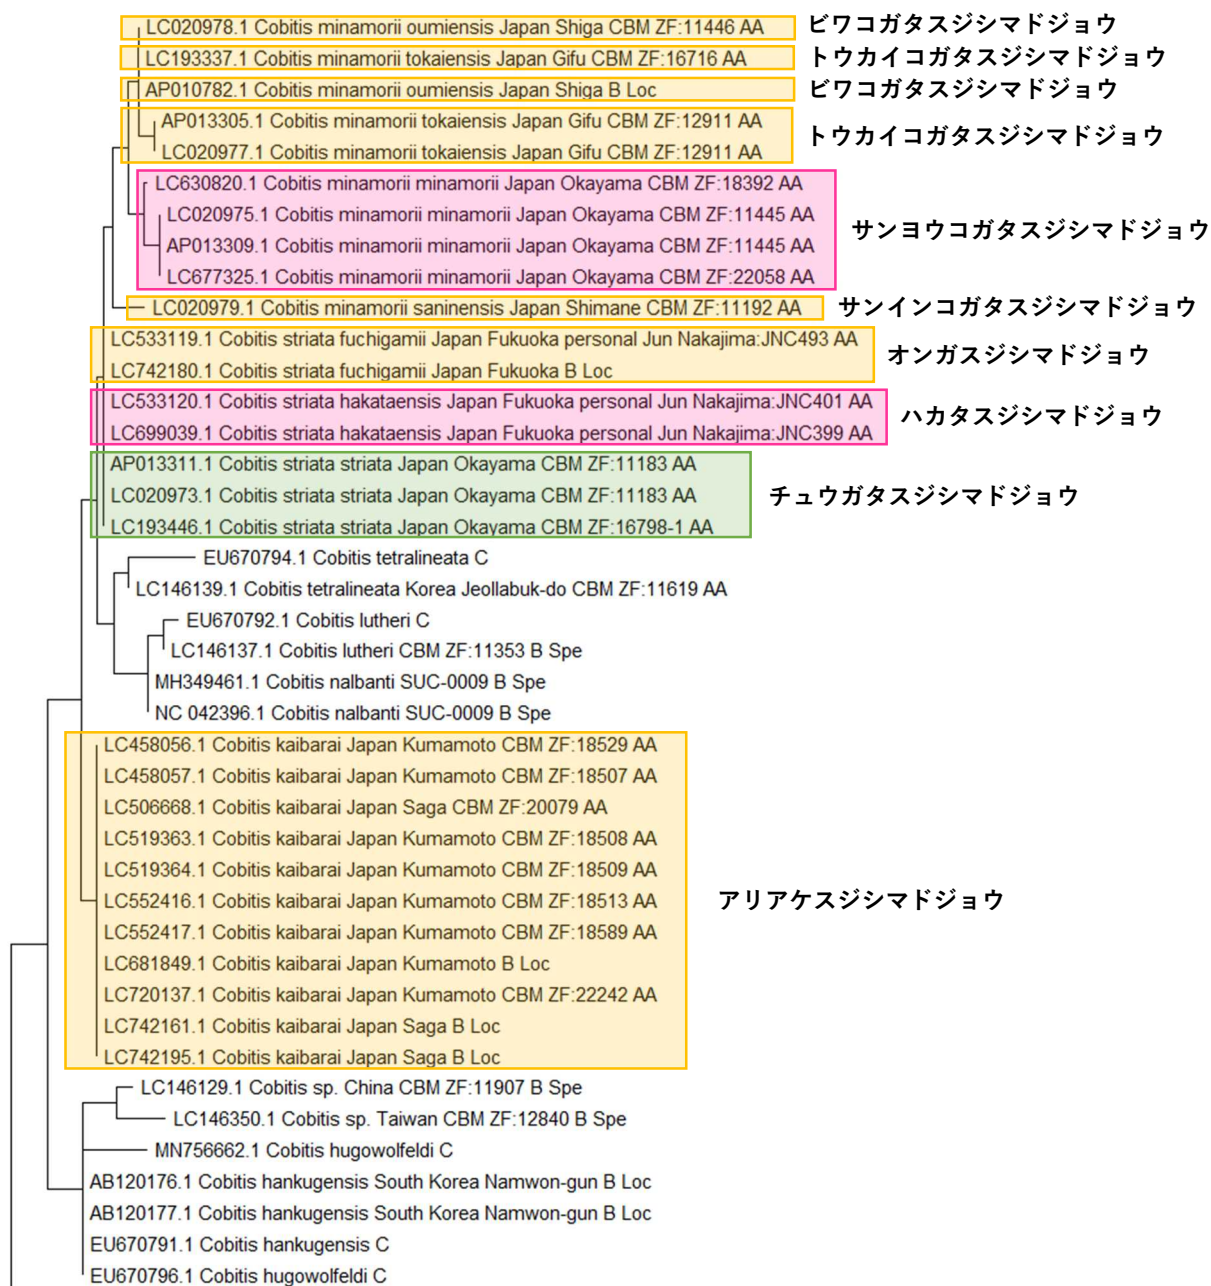 LC020978.1 Cobitis minamorii oumiensis Japan Shiga CBM ZF:11446 AA
ビワコガタスジシマドジョウ
LC193337.1 Cobitis minamorii tokaiensis Japan Gifu CBM ZF:16716 AA
トウカイコガタスジシマドジョウ
AP010782.1 Cobitis minamorii oumiensis Japan Shiga B Loc
ビワコガタスジシマドジョウ
AP013305.1 Cobitis minamorii tokaiensis Japan Gifu CBM ZF:12911 AA
LC020977.1 Cobitis minamorii tokaiensis Japan Gifu CBM ZF:12911 AA
トウカイコガタスジシマドジョウ
LC630820.1 Cobitis minamorii minamorii Japan Okayama CBM ZF:18392 AA
LC020975.1 Cobitis minamorii minamorii Japan Okayama CBM ZF:11445 AA
AP013309.1 Cobitis minamorii minamorii Japan Okayama CBM ZF:11445 AA
LC677325.1 Cobitis minamorii minamorii Japan Okayama CBM ZF:22058 AA
サンヨウコガタスジシマドジョウ
LC020979.1 Cobitis minamorii saninensis Japan Shimane CBM ZF:11192 AA
サンインコガタスジシマドジョウ
LC533119.1 Cobitis striata fuchigamii Japan Fukuoka personal Jun Nakajima:JNC493 AA
LC742180.1 Cobitis striata fuchigamii Japan Fukuoka B Loc
オンガスジシマドジョウ
LC533120.1 Cobitis striata hakataensis Japan Fukuoka personal Jun Nakajima:JNC401 AA
LC699039.1 Cobitis striata hakataensis Japan Fukuoka personal Jun Nakajima:JNC399 AA
ハカタスジシマドジョウ
AP013311.1 Cobitis striata striata Japan Okayama CBM ZF:11183 AA
LC020973.1 Cobitis striata striata Japan Okayama CBM ZF:11183 AA
LC193446.1 Cobitis striata striata Japan Okayama CBM ZF:16798-1 AA
チュウガタスジシマドジョウ
EU670794.1 Cobitis tetralineata C
LC146139.1 Cobitis tetralineata Korea Jeollabuk-do CBM ZF:11619 AA
EU670792.1 Cobitis lutheri C
LC146137.1 Cobitis lutheri CBM ZF:11353 B Spe
MH349461.1 Cobitis nalbanti SUC-0009 B Spe
NC 042396.1 Cobitis nalbanti SUC-0009 B Spe
LC458056.1 Cobitis kaibarai Japan Kumamoto CBM ZF:18529 AA
LC458057.1 Cobitis kaibarai Japan Kumamoto CBM ZF:18507 AA
LC506668.1 Cobitis kaibarai Japan Saga CBM ZF:20079 AA
LC519363.1 Cobitis kaibarai Japan Kumamoto CBM ZF:18508 AA
LC519364.1 Cobitis kaibarai Japan Kumamoto CBM ZF:18509 AA
LC552416.1 Cobitis kaibarai Japan Kumamoto CBM ZF:18513 AA
LC552417.1 Cobitis kaibarai Japan Kumamoto CBM ZF:18589 AA
LC681849.1 Cobitis kaibarai Japan Kumamoto B Loc
LC720137.1 Cobitis kaibarai Japan Kumamoto CBM ZF:22242 AA
LC742161.1 Cobitis kaibarai Japan Saga B Loc
LC742195.1 Cobitis kaibarai Japan Saga B Loc
アリアケスジシマドジョウ
LC146129.1 Cobitis sp. China CBM ZF:11907 B Spe
LC146350.1 Cobitis sp. Taiwan CBM ZF:12840 B Spe
MN756662.1 Cobitis hugowolfeldi C
AB120176.1 Cobitis hankugensis South Korea Namwon-gun B Loc
AB120177.1 Cobitis hankugensis South Korea Namwon-gun B Loc
EU670791.1 Cobitis hankugensis C
EU670796.1 Cobitis hugowolfeldi C